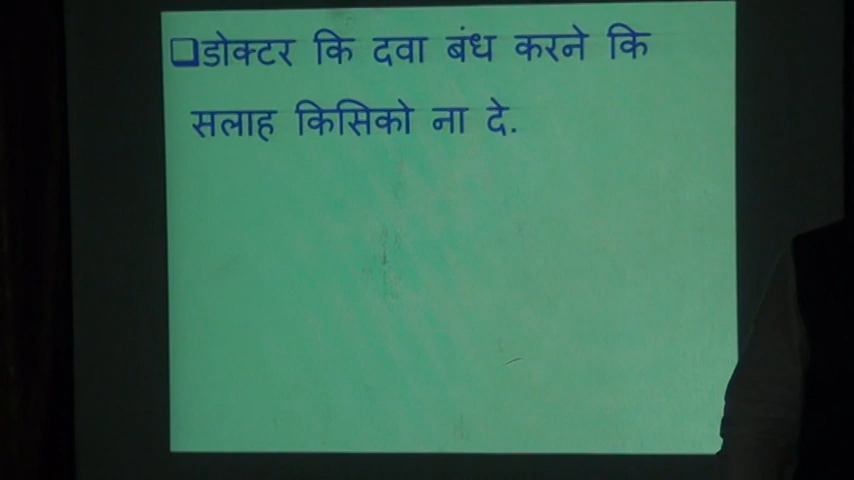 ❑डोक्टर कि दवा बंध करने कि
सलाह किसिको ना दे.